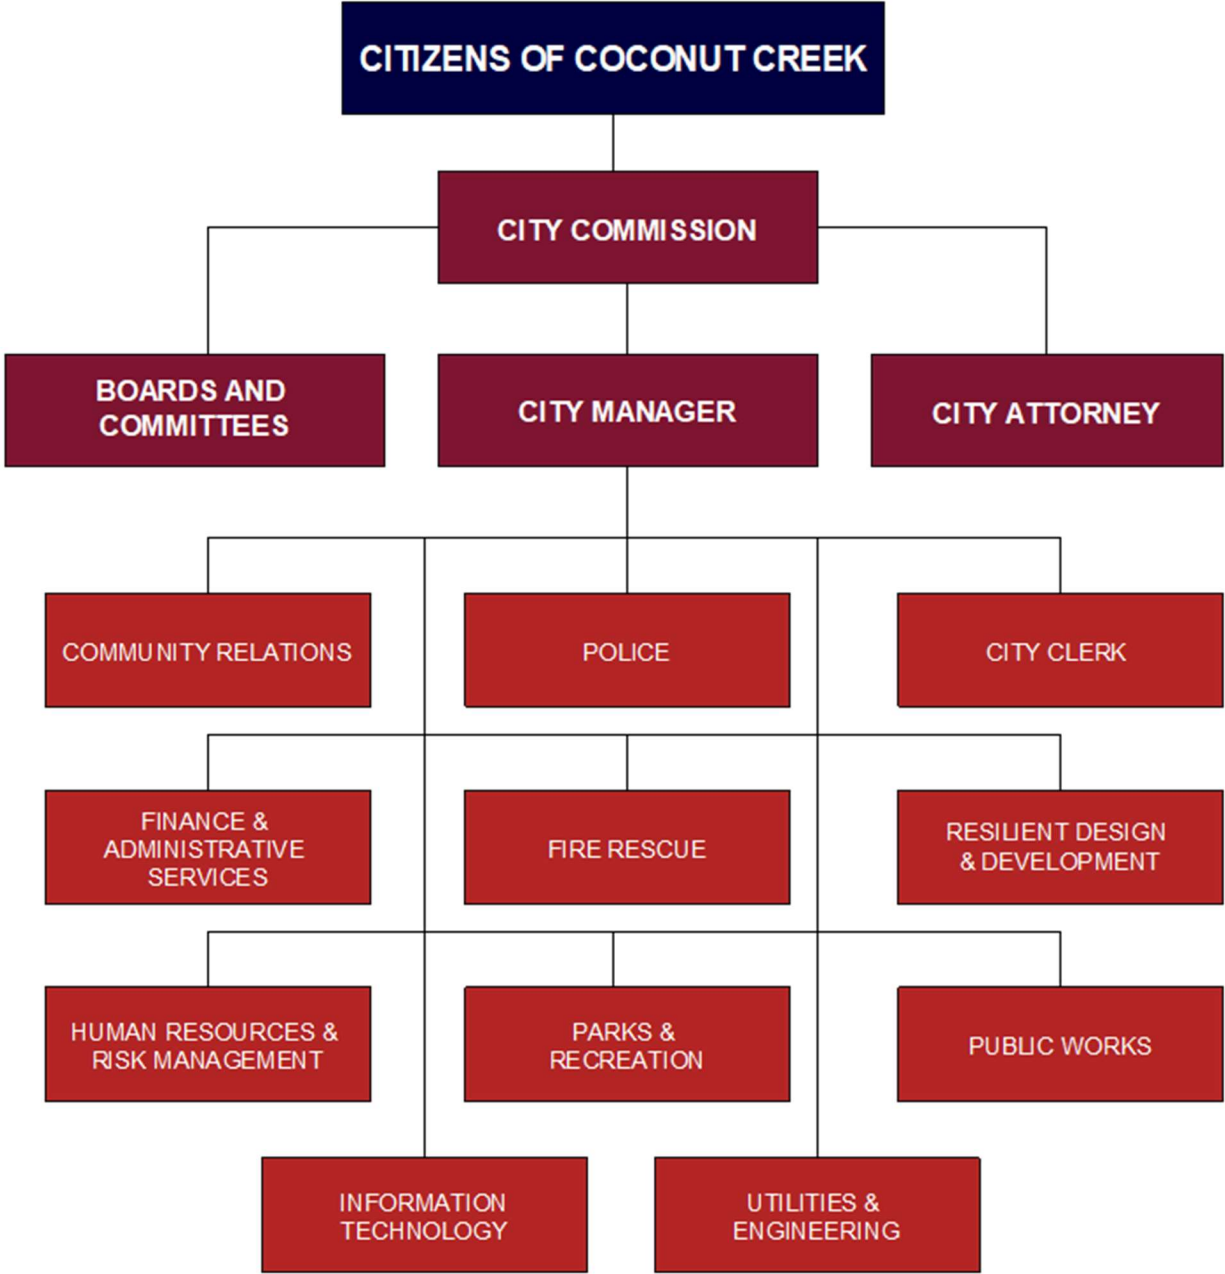 CITIZENS OF COCONUT CREEK
CITY COMMISSION
BOARDS AND
COMMITTEES
CITY MANAGER
CITY ATTORNEY
COMMUNITY RELATIONS
POLICE
CITY CLERK
FINANCE &
ADMINISTRATIVE
SERVICES
FIRE RESCUE
RESILIENT DESIGN
& DEVELOPMENT
HUMAN RESOURCES &
RISK MANAGEMENT
PARKS &
RECREATION
PUBLIC WORKS
INFORMATION
TECHNOLOGY
UTILITIES &
ENGINEERING